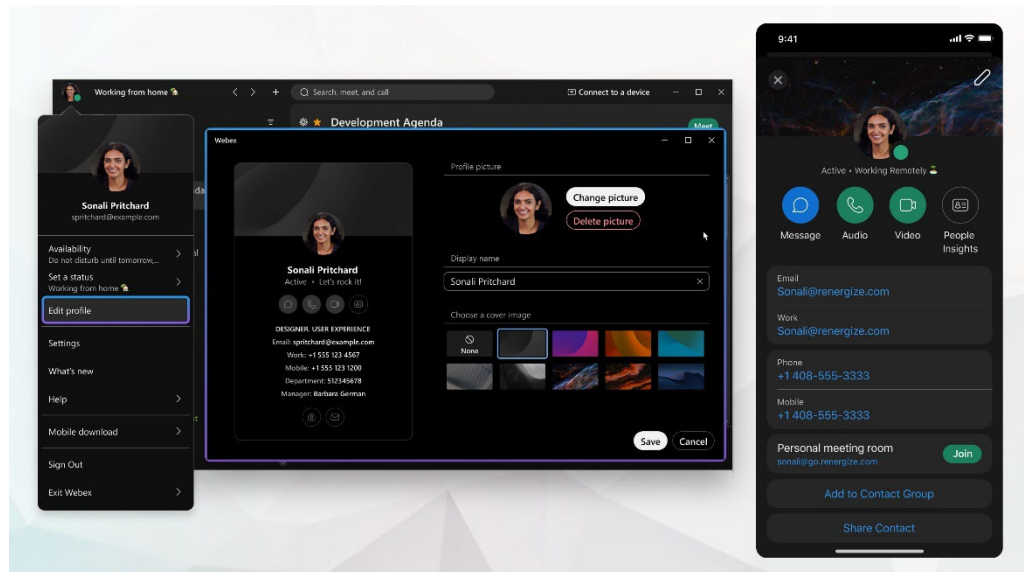 Working from home
Search, meet, and call
Connect to a device
Development Agenda
Meet
Sonali Pritchard
spritchard@example.com
Availability
Do not disturb until tomorrow,...
Set a status
Working from home
Edit profile
Settings
What's new
Help
Mobile download
Sign Out
Exit Webex
Webex
Sonali Pritchard
Active • Let's rock it!
DESIGNER. USER EXPERIENCE
Email: spritchard@example.com
Work: +1 555 123 4567
Mobile: +1 555 123 1200
Department: 512345678
Manager: Barbara German
Profile picture
Change picture
Delete picture
Display name
Sonali Pritchard
Choose a cover image
None
Save
Cancel
9:41
Active • Working Remotely
Message
Audio
Video
People
Insights
Email
Sonali@renergize.com
Work
Sonali@renergize.com
Phone
+1 408-555-3333
Mobile
+1 408-555-3333
Personal meeting room
sonali@go.renergize.com
Join
Add to Contact Group
Share Contact